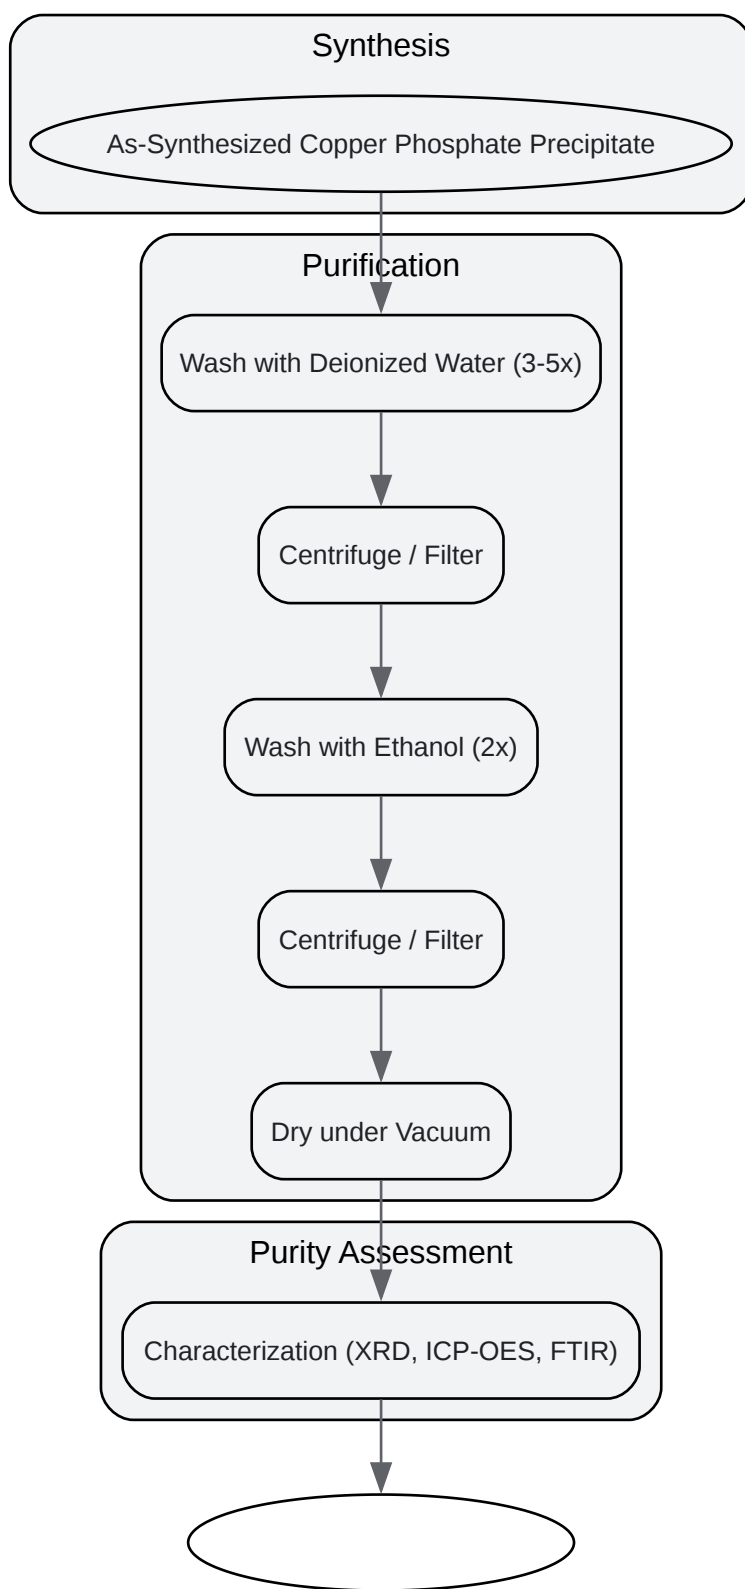 Synthesis
As-Synthesized Copper Phosphate Precipitate
Purification
Wash with Deionized Water (3-5x)
Centrifuge / Filter
Wash with Ethanol (2x)
Centrifuge / Filter
Dry under Vacuum
Purity Assessment
Characterization (XRD, ICP-OES, FTIR)